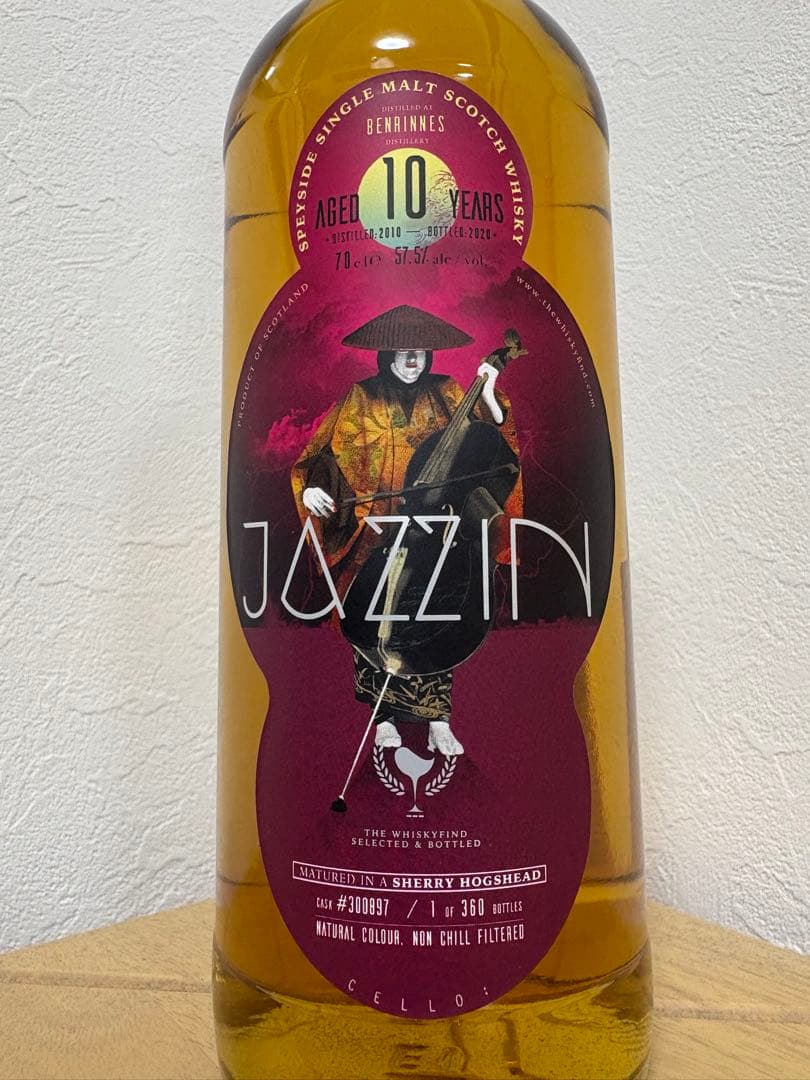 SPEYSIDE SINGLE MALT SCOTCH WHISKY
DISTILLED AT
BENRINNES
DISTILLERY
AGED 10 YEARS
• DISTILLED:2010 — BOTTLED:2020 •
70cl℮ 57.5% alc/vol.
PRODUCT OF SCOTLAND
www.thewhiskyfind.com
JAZZIN
THE WHISKYFIND
SELECTED & BOTTLED
MATURED IN A SHERRY HOGSHEAD
CASK #300897 / 1 OF 360 BOTTLES
NATURAL COLOUR. NON CHILL FILTERED
CELLO: